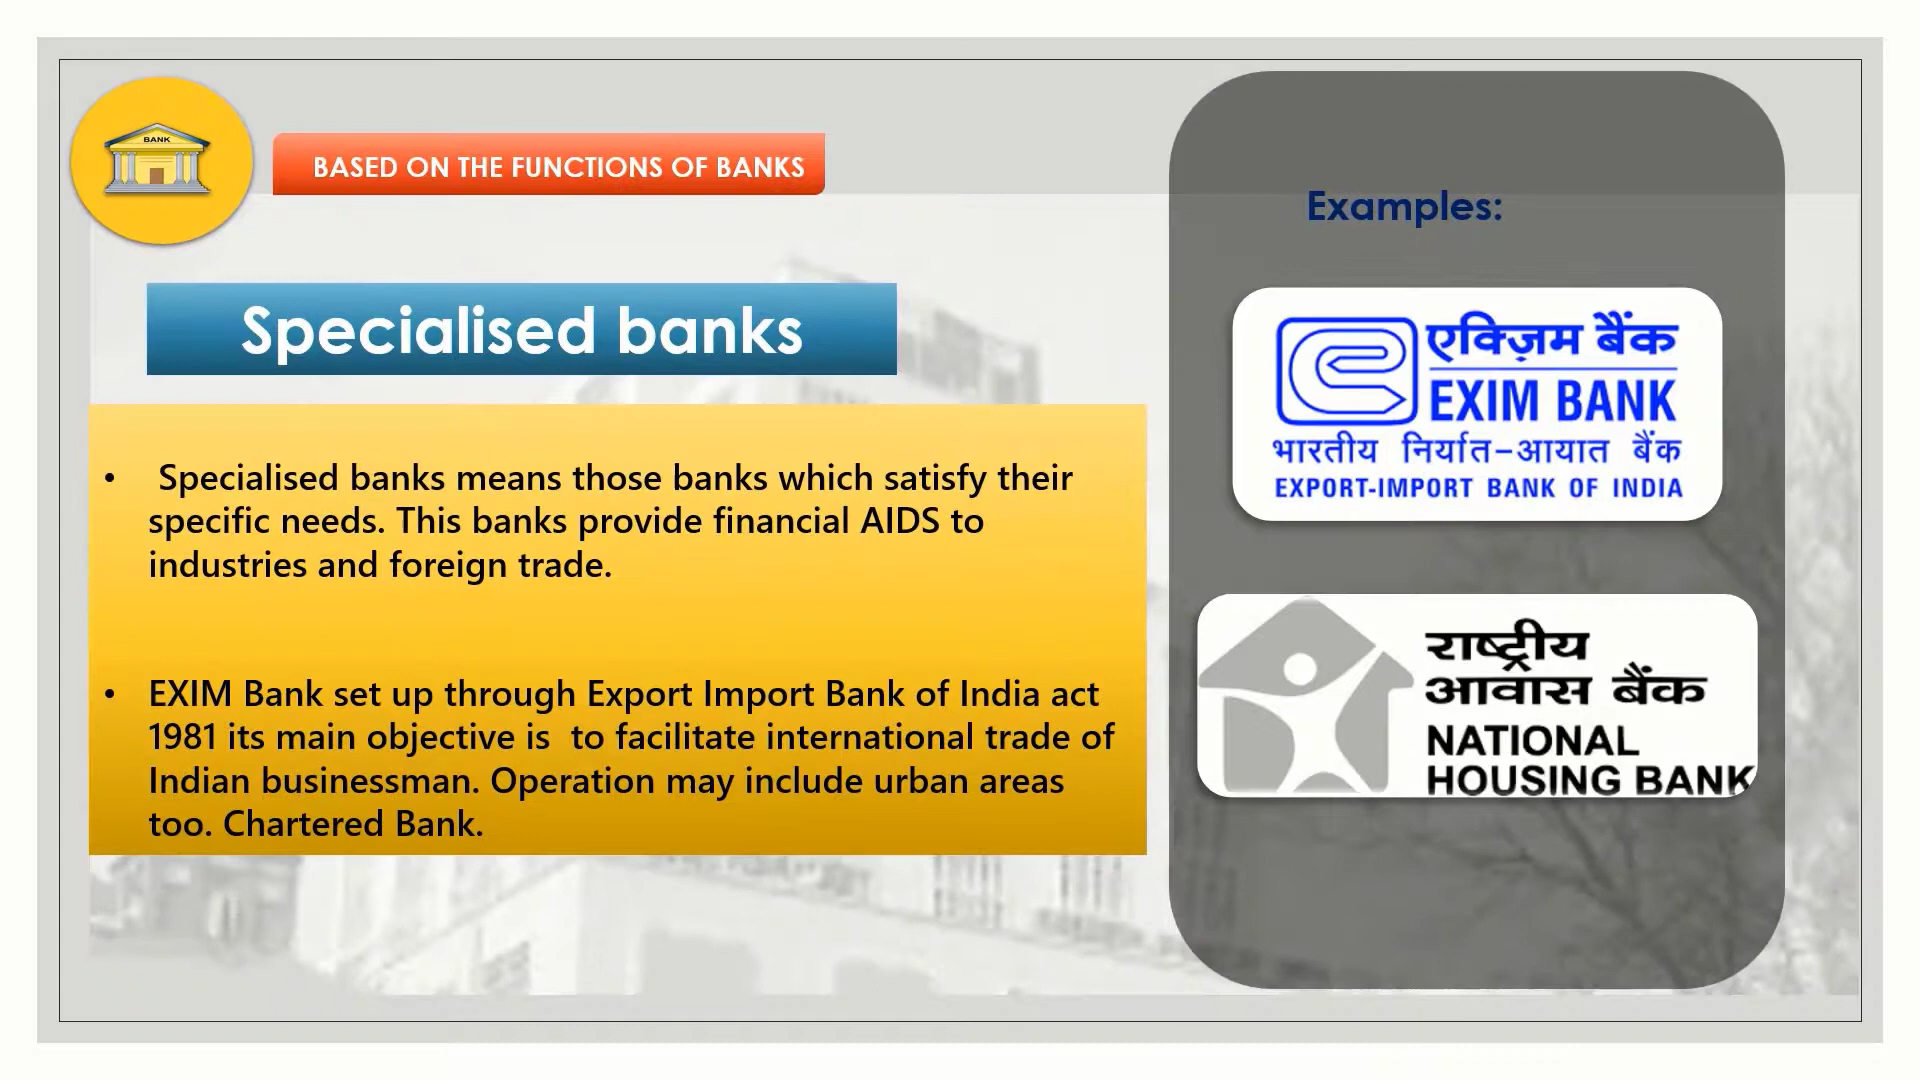 BANK
BASED ON THE FUNCTIONS OF BANKS
Specialised banks
• Specialised banks means those banks which satisfy their
specific needs. This banks provide financial AIDS to
industries and foreign trade.
• EXIM Bank set up through Export Import Bank of India act
1981 its main objective is  to facilitate international trade of
Indian businessman. Operation may include urban areas
too. Chartered Bank.
Examples:
एक्ज़िम बैंक
EXIM BANK
भारतीय निर्यात-आयात बैंक
EXPORT-IMPORT BANK OF INDIA
राष्ट्रीय
आवास बैंक
NATIONAL
HOUSING BANK